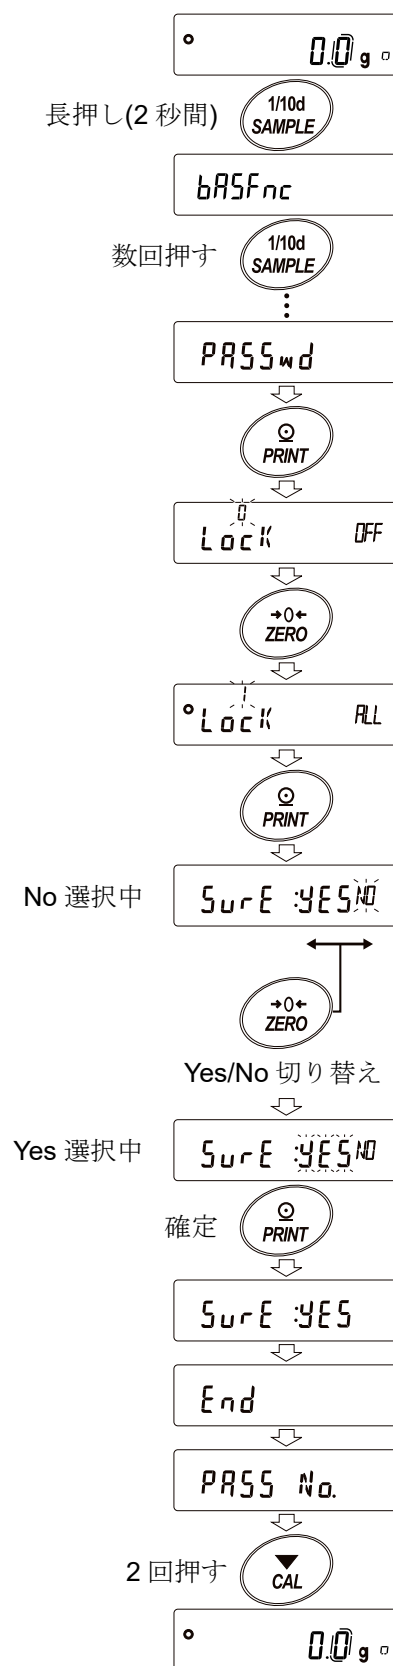 0.0 g
長押し(2 秒間)
1/10d
SAMPLE
bASFnc
数回押す
1/10d
SAMPLE
PASSwd
PRINT
0
LocK OFF
→0←
ZERO
1
LocK ALL
PRINT
No 選択中
SurE :YES NO
→0←
ZERO
Yes/No 切り替え
Yes 選択中
SurE :YES NO
確定
PRINT
SurE :YES
End
PASS No.
2 回押す
CAL
0.0 g